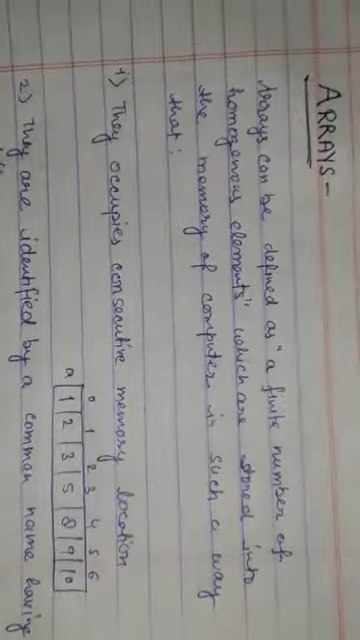 ARRAYS -
Arrays can be defined as "a finite number of
homogenous elements" which are stored into
the memory of computer in such a way
that :
1) They occupies consecutive memory location
0 1 2 3 4 5 6
a 1 2 3 5 8 9 10
2) They are identified by a common name having